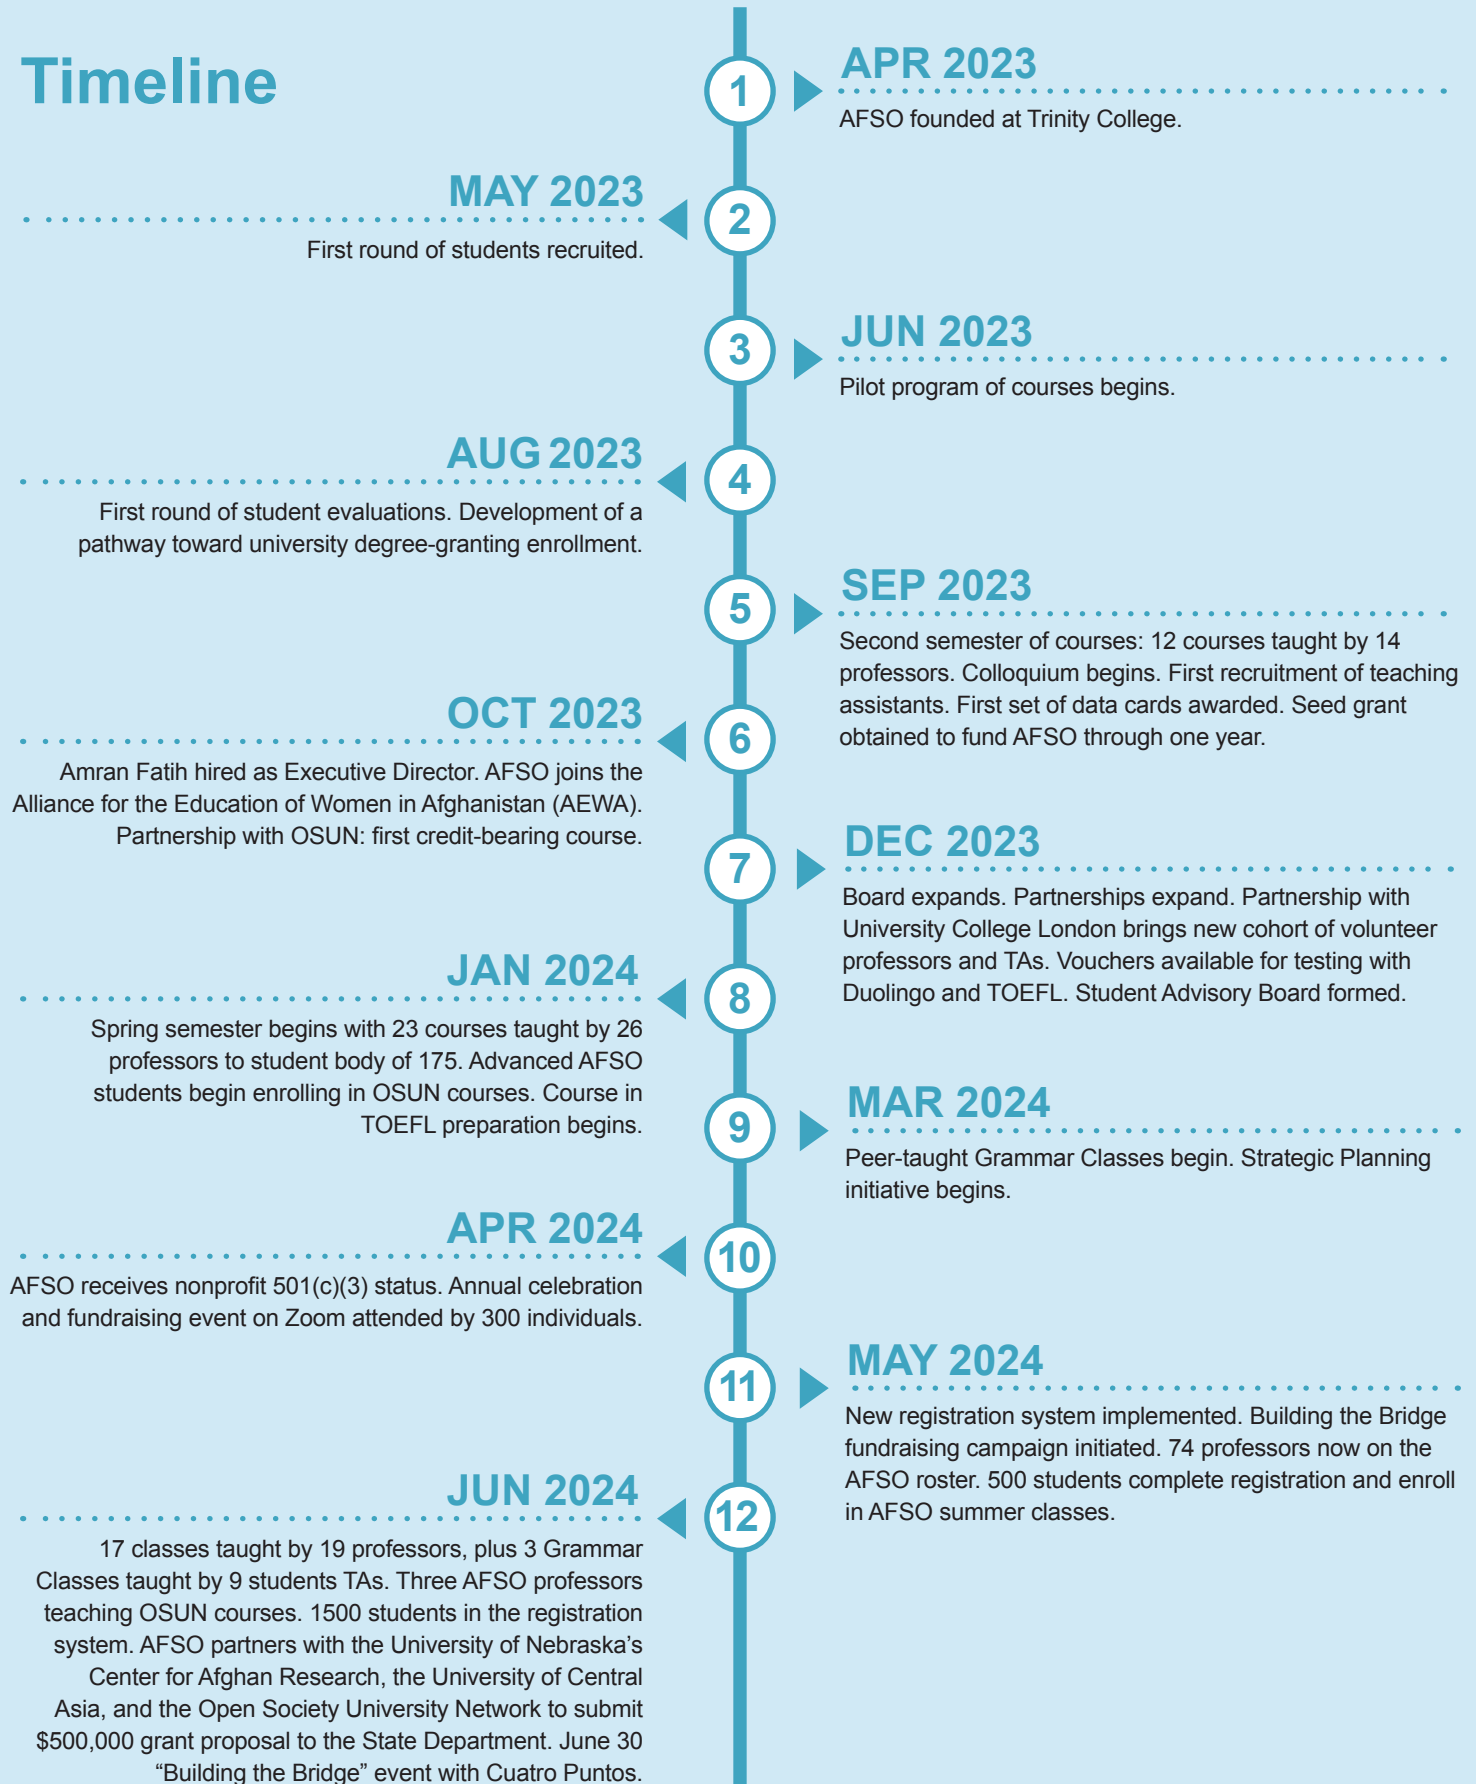 Timeline
1
APR 2023
AFSO founded at Trinity College.
MAY 2023
2
First round of students recruited.
3
JUN 2023
Pilot program of courses begins.
AUG 2023
4
First round of student evaluations. Development of a
pathway toward university degree-granting enrollment.
5
SEP 2023
Second semester of courses: 12 courses taught by 14
professors. Colloquium begins. First recruitment of teaching
assistants. First set of data cards awarded. Seed grant
obtained to fund AFSO through one year.
OCT 2023
6
Amran Fatih hired as Executive Director. AFSO joins the
Alliance for the Education of Women in Afghanistan (AEWA).
Partnership with OSUN: first credit-bearing course.
7
DEC 2023
Board expands. Partnerships expand. Partnership with
University College London brings new cohort of volunteer
professors and TAs. Vouchers available for testing with
Duolingo and TOEFL. Student Advisory Board formed.
JAN 2024
8
Spring semester begins with 23 courses taught by 26
professors to student body of 175. Advanced AFSO
students begin enrolling in OSUN courses. Course in
TOEFL preparation begins.
9
MAR 2024
Peer-taught Grammar Classes begin. Strategic Planning
initiative begins.
APR 2024
10
AFSO receives nonprofit 501(c)(3) status. Annual celebration
and fundraising event on Zoom attended by 300 individuals.
11
MAY 2024
New registration system implemented. Building the Bridge
fundraising campaign initiated. 74 professors now on the
AFSO roster. 500 students complete registration and enroll
in AFSO summer classes.
JUN 2024
12
17 classes taught by 19 professors, plus 3 Grammar
Classes taught by 9 students TAs. Three AFSO professors
teaching OSUN courses. 1500 students in the registration
system. AFSO partners with the University of Nebraska’s
Center for Afghan Research, the University of Central
Asia, and the Open Society University Network to submit
$500,000 grant proposal to the State Department. June 30
“Building the Bridge” event with Cuatro Puntos.